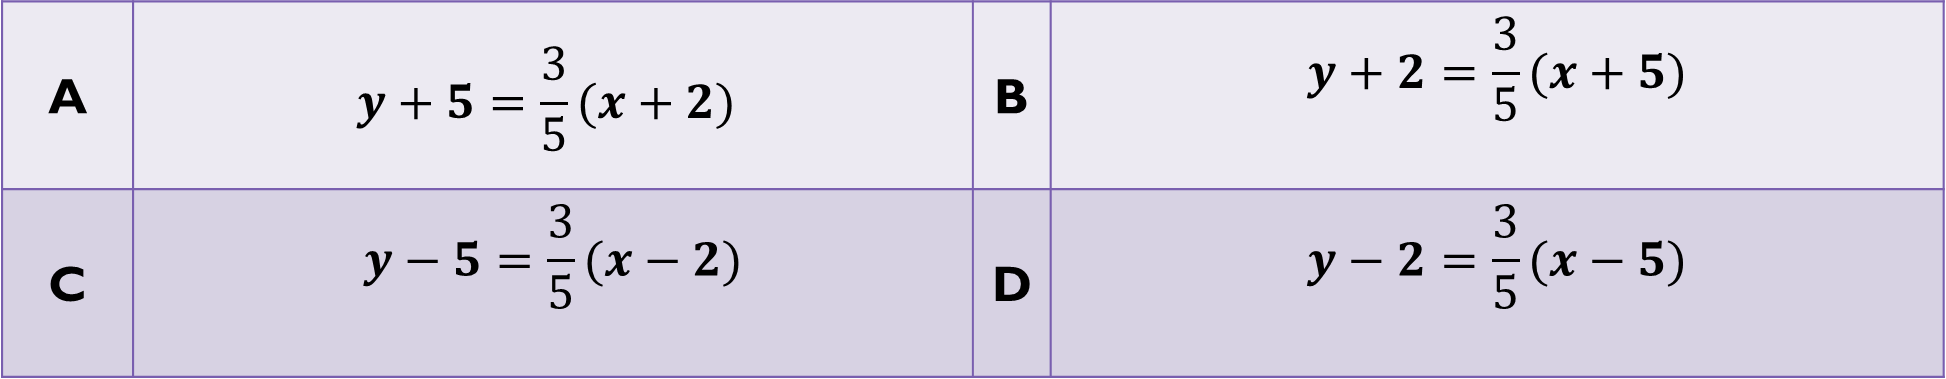 A
y + 5 = 3/5 (x + 2)
B
y + 2 = 3/5 (x + 5)
C
y − 5 = 3/5 (x − 2)
D
y − 2 = 3/5 (x − 5)